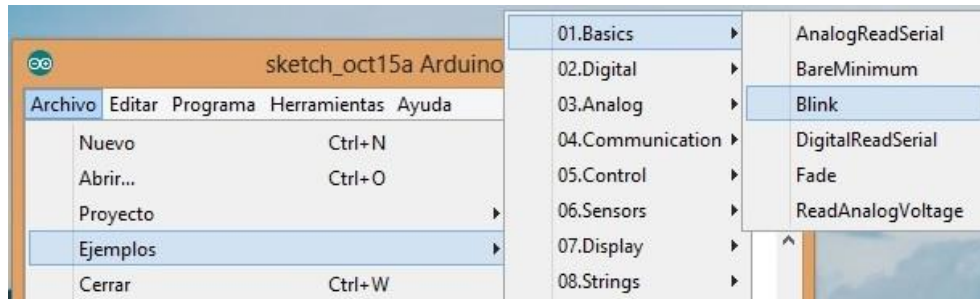 sketch_oct15a Arduino
Archivo Editar Programa Herramientas Ayuda
Nuevo Ctrl+N
Abrir... Ctrl+O
Proyecto
Ejemplos
Cerrar Ctrl+W
01.Basics
02.Digital
03.Analog
04.Communication
05.Control
06.Sensors
07.Display
08.Strings
AnalogReadSerial
BareMinimum
Blink
DigitalReadSerial
Fade
ReadAnalogVoltage